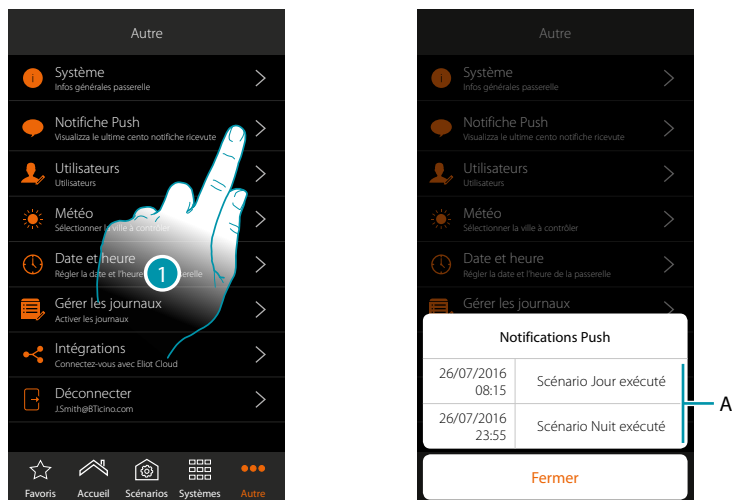 Autre
Système
Infos générales passerelle
Notifiche Push
Visualizza le ultime cento notifiche ricevute
Utilisateurs
Utilisateurs
Météo
Sélectionner la ville à contrôler
Date et heure
Régler la date et l'heure erelle
1
Gérer les journaux
Activer les journaux
Intégrations
Connectez-vous avec Eliot Cloud
Déconnecter
J.Smith@BTicino.com
Favoris Accueil Scénarios Systèmes Autre
Autre
Système
Infos générales passerelle
Notifiche Push
Visualizza le ultime cento notifiche ricevute
Utilisateurs
Utilisateurs
Météo
Sélectionner la ville à contrôler
Date et heure
Régler la date et l'heure de la passerelle
Gérer les journaux
Notifications Push
26/07/2016
08:15
Scénario Jour exécuté
26/07/2016
23:55
Scénario Nuit exécuté
A
Fermer